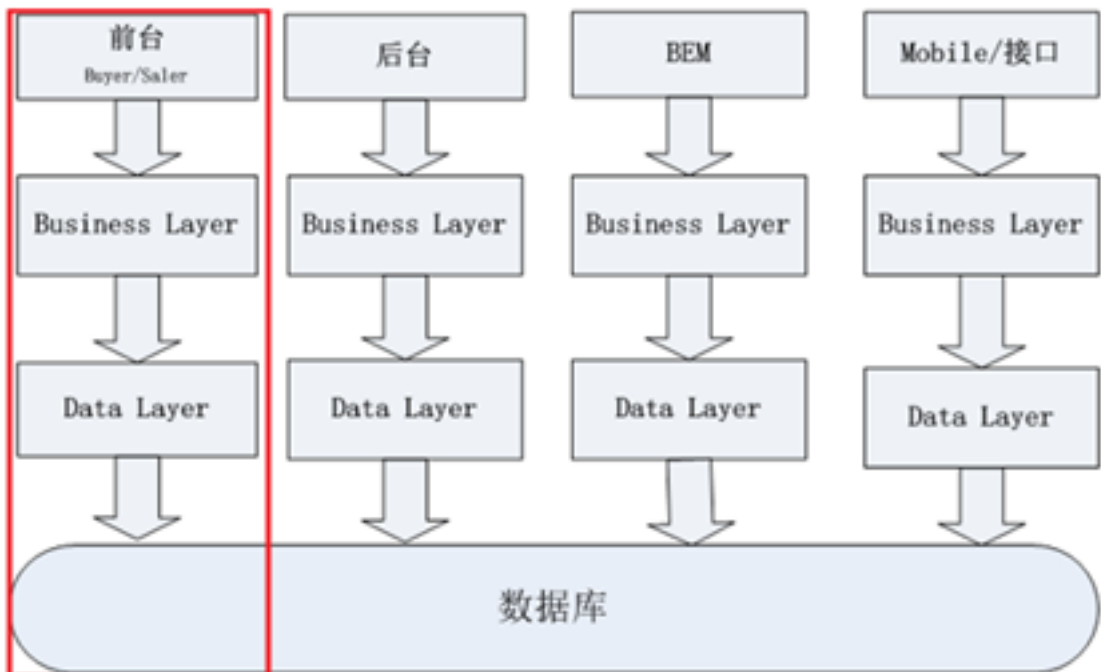 前台
Buyer/Saler
后台
BEM
Mobile/接口
Business Layer
Business Layer
Business Layer
Business Layer
Data Layer
Data Layer
Data Layer
Data Layer
数据库